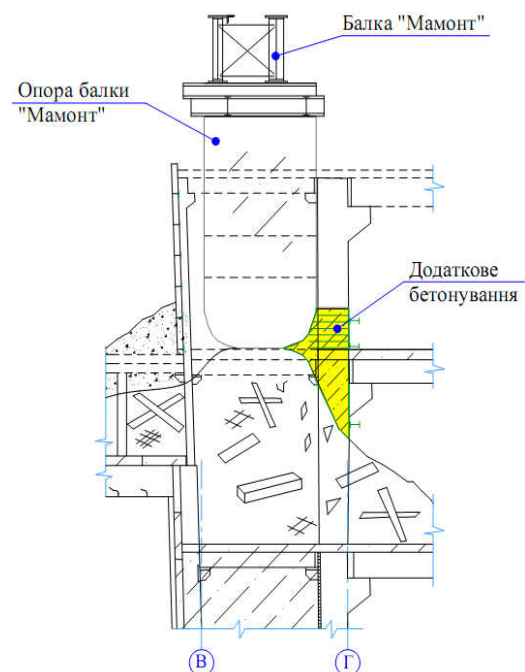 Балка "Мамонт"
Опора балки
"Мамонт"
Додаткове
бетонування
В
Г